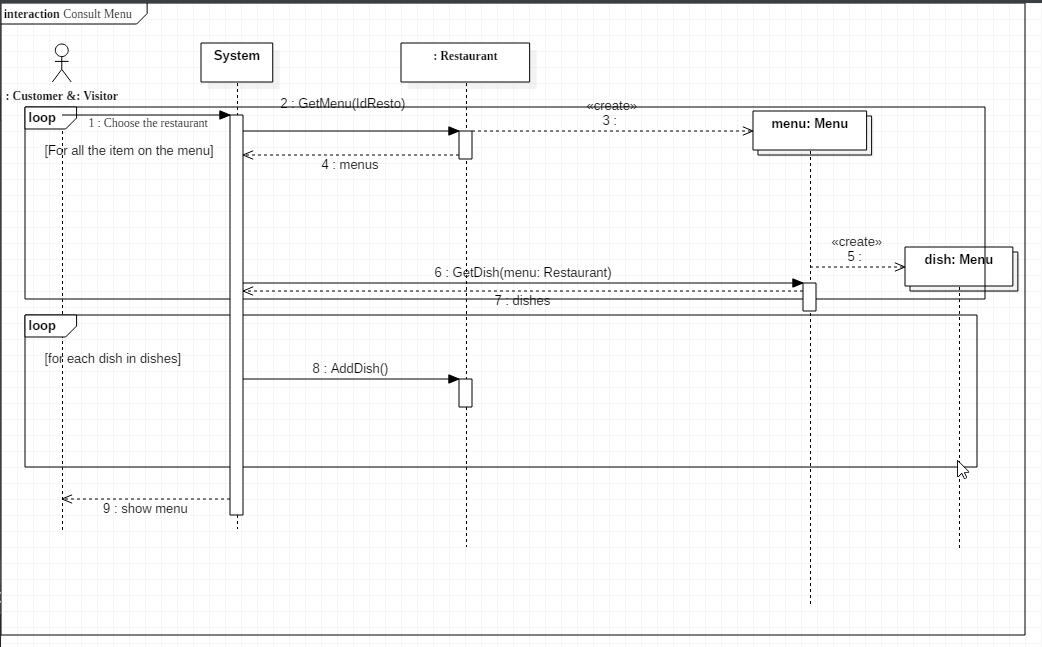 interaction Consult Menu
System
: Restaurant
: Customer &: Visitor
2 : GetMenu(IdResto)
«create»
3 :
loop
1 : Choose the restaurant
menu: Menu
[For all the item on the menu]
4 : menus
«create»
5 :
dish: Menu
6 : GetDish(menu: Restaurant)
7 : dishes
loop
[for each dish in dishes]
8 : AddDish()
9 : show menu